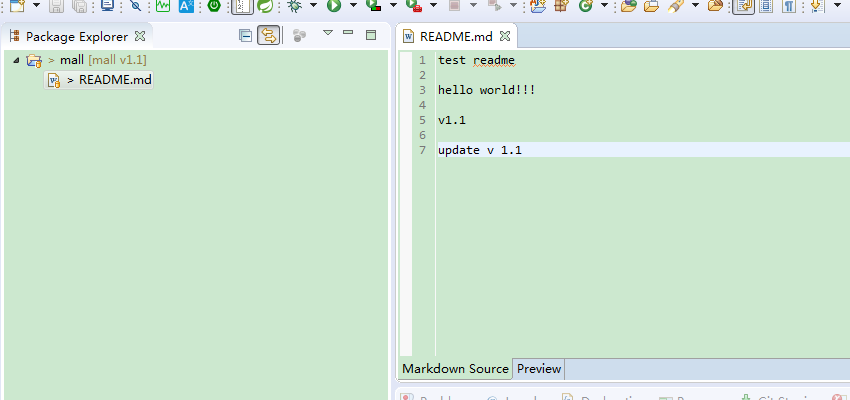 Package Explorer
> mall [mall v1.1]
> README.md
README.md
1 test readme
2
3 hello world!!!
4
5 v1.1
6
7 update v 1.1
Markdown Source
Preview